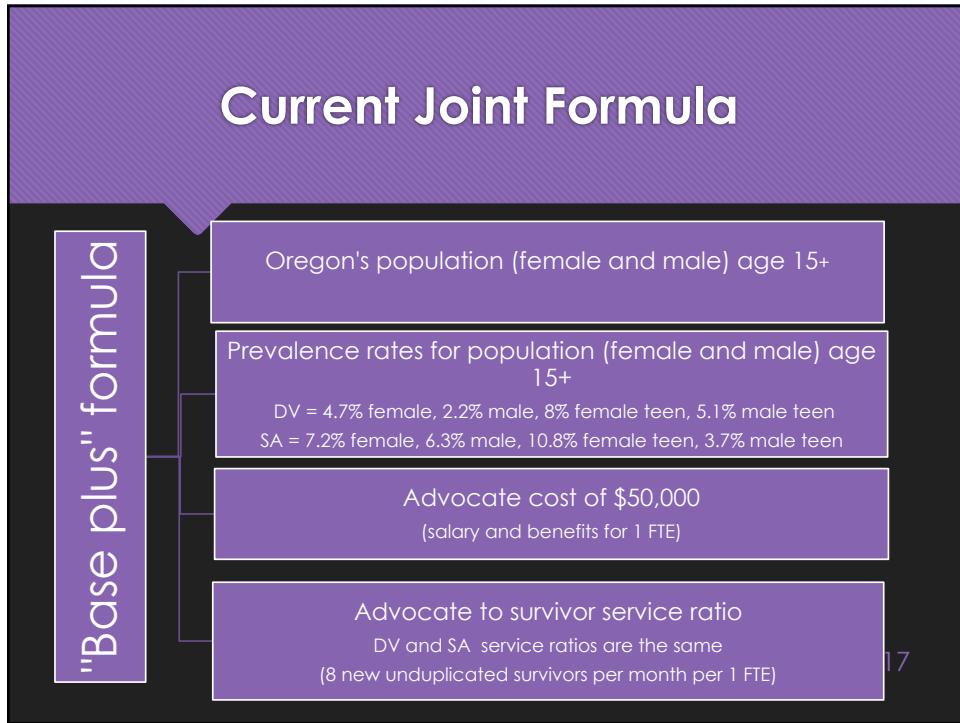 Current Joint Formula
"Base plus" formula
Oregon's population (female and male) age 15+
Prevalence rates for population (female and male) age
15+
DV = 4.7% female, 2.2% male, 8% female teen, 5.1% male teen
SA = 7.2% female, 6.3% male, 10.8% female teen, 3.7% male teen
Advocate cost of $50,000
(salary and benefits for 1 FTE)
Advocate to survivor service ratio
DV and SA  service ratios are the same
(8 new unduplicated survivors per month per 1 FTE)
17